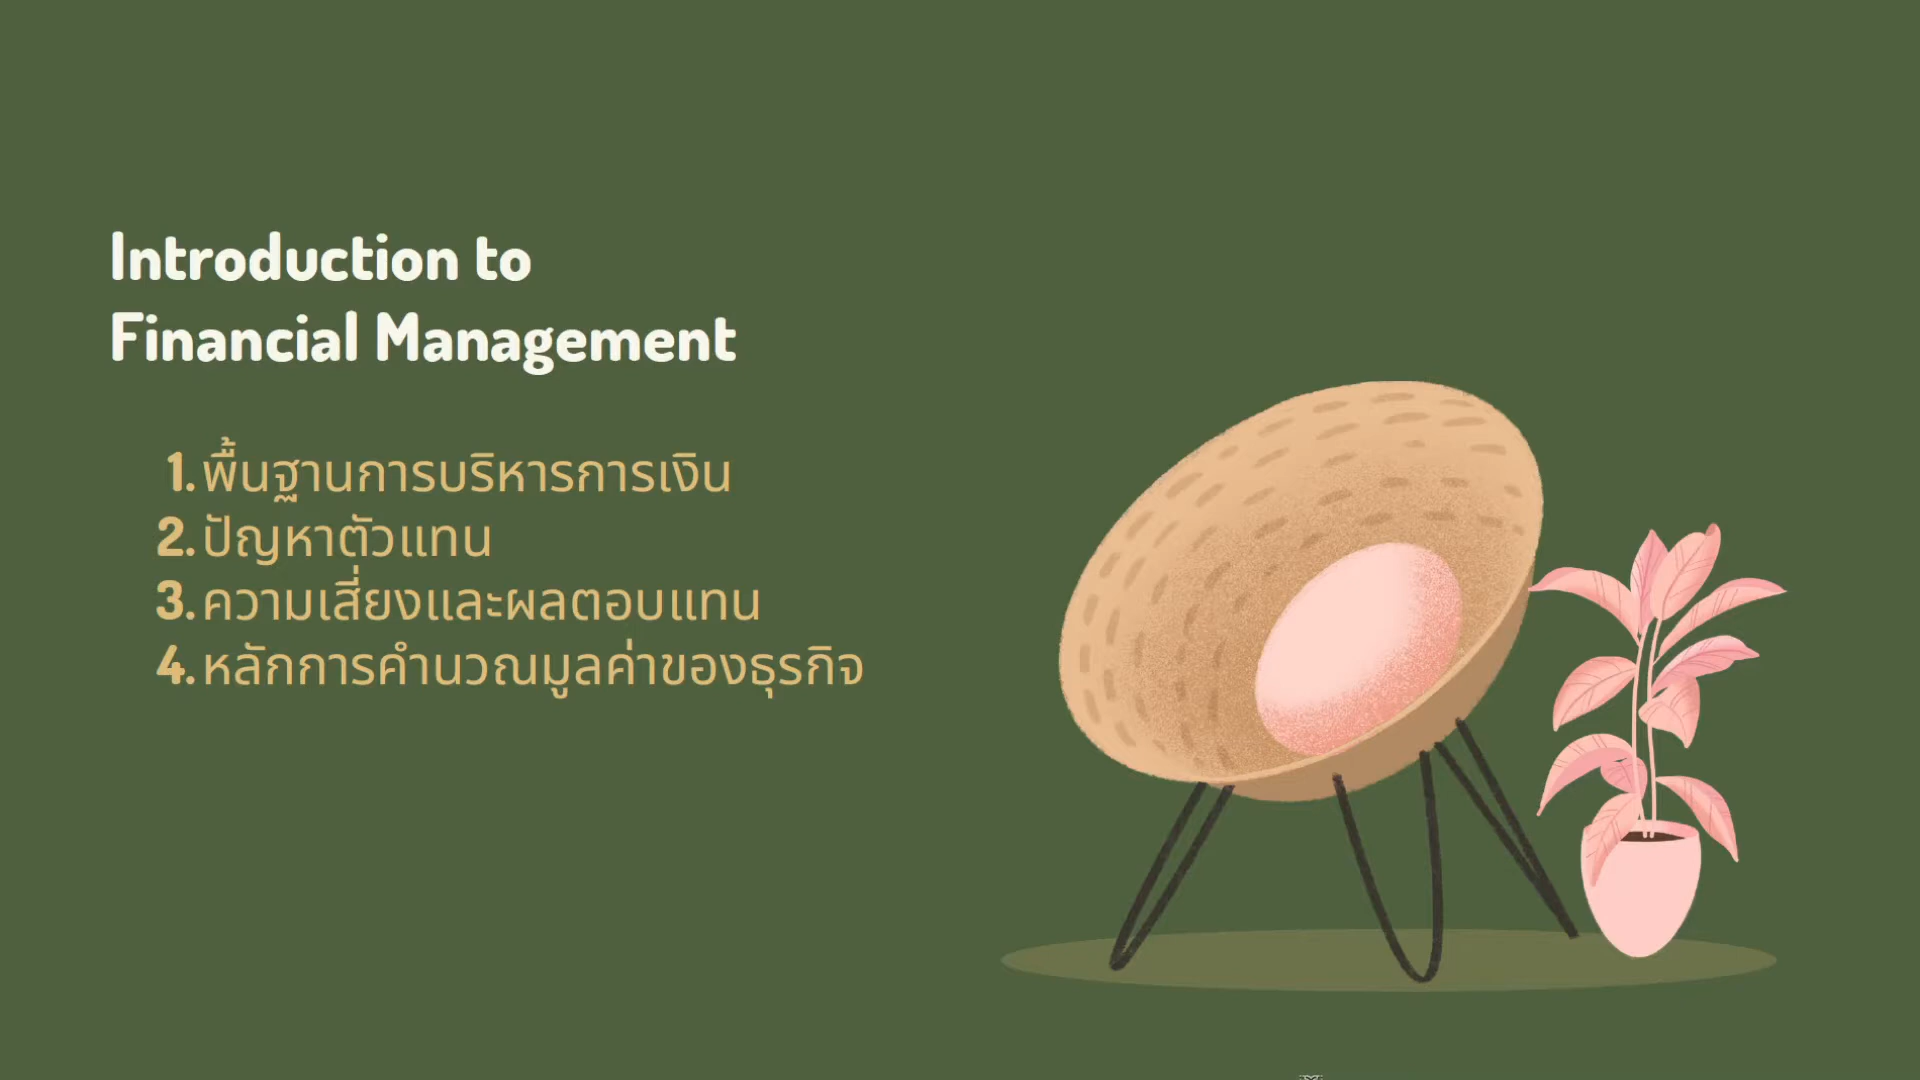 Introduction to
Financial Management
1. พื้นฐานการบริหารการเงิน
2. ปัญหาตัวแทน
3. ความเสี่ยงและผลตอบแทน
4. หลักการคำนวณมูลค่าของธุรกิจ